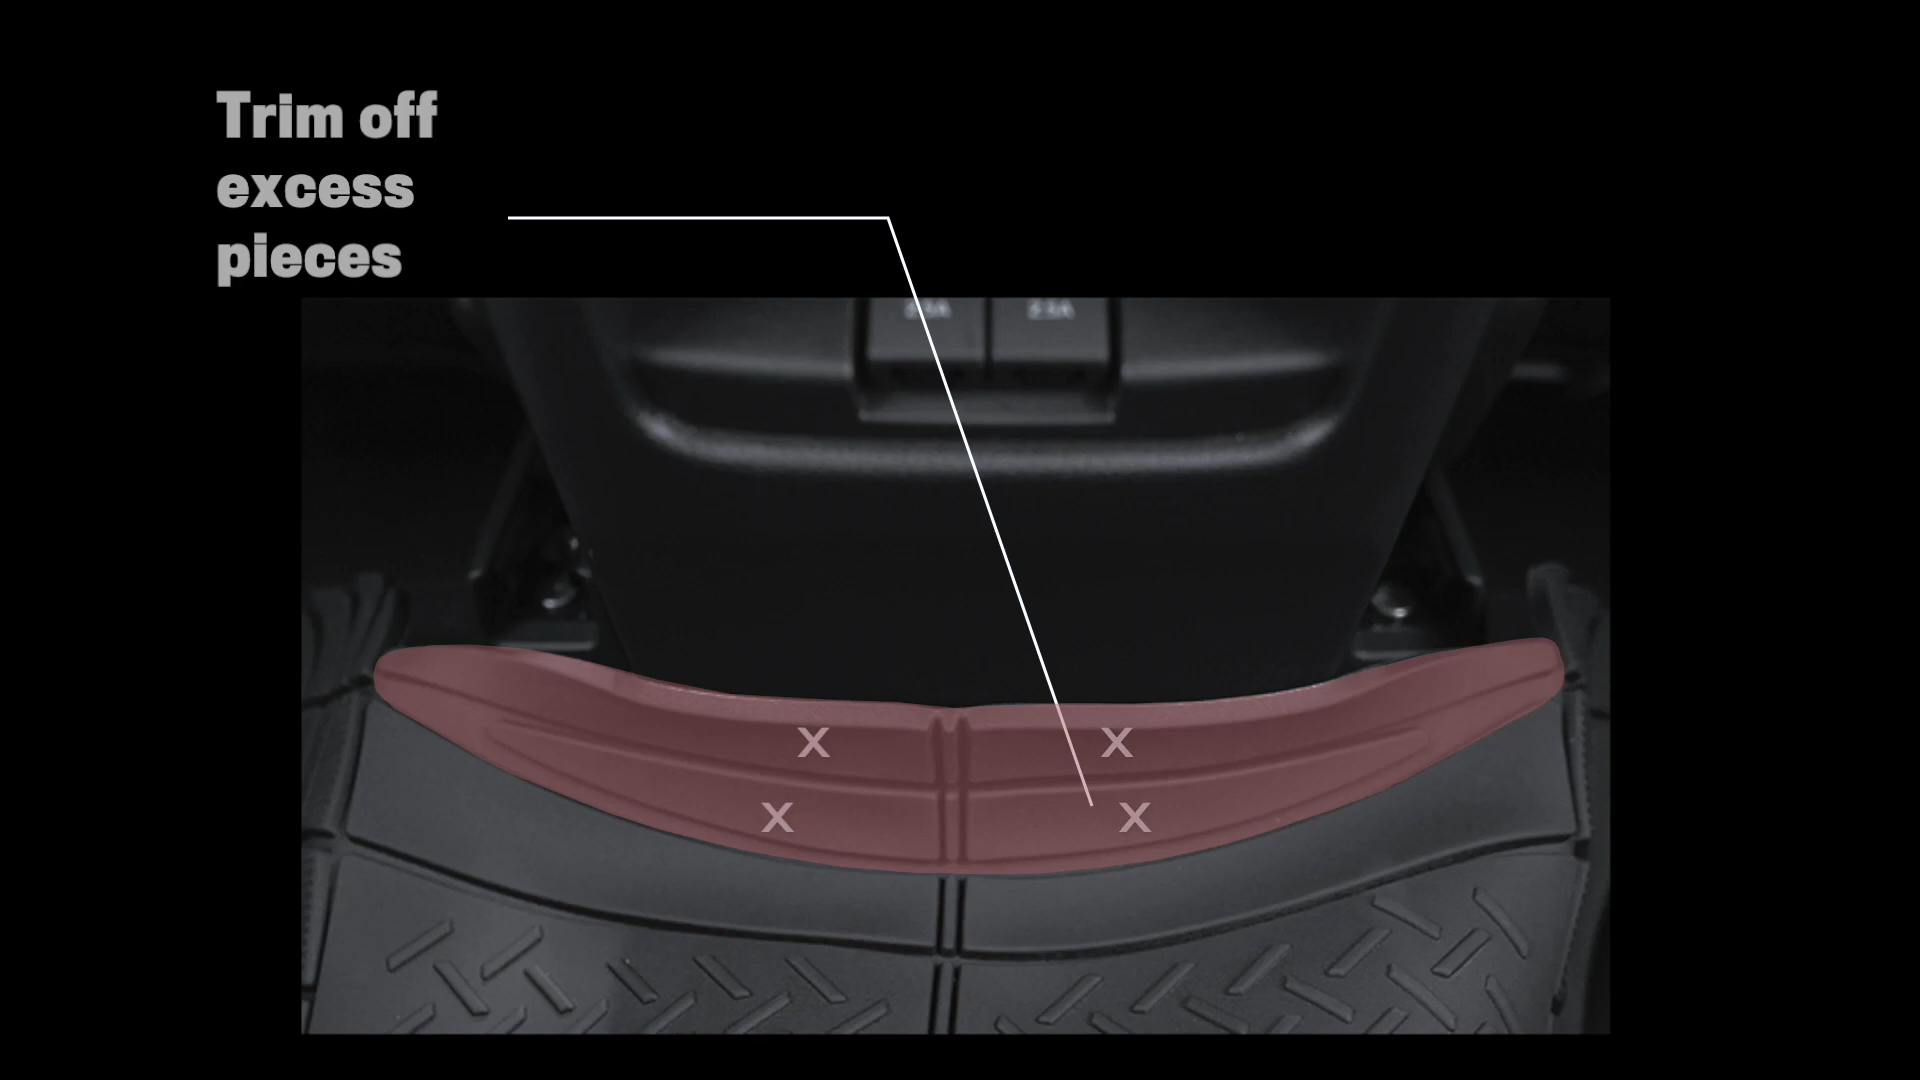 Trim off
excess
pieces
X X
X X